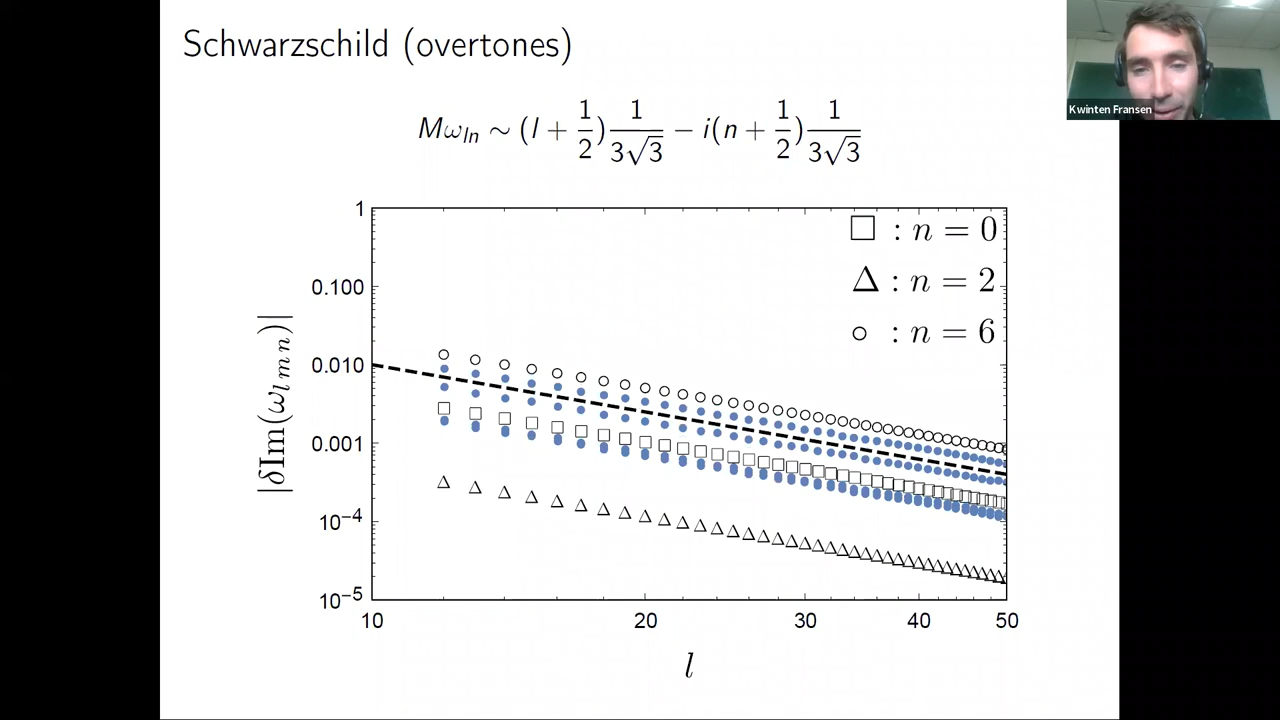 Schwarzschild (overtones)
Kwinten Fransen
Mω_{ln} ∼ (l + 1/2) 1/(3√3) − i(n + 1/2) 1/(3√3)
|δIm(ω_{l m n})|
1
0.100
0.010
0.001
10^{-4}
10^{-5}
□ : n = 0
Δ : n = 2
○ : n = 6
10 20 30 40 50
l